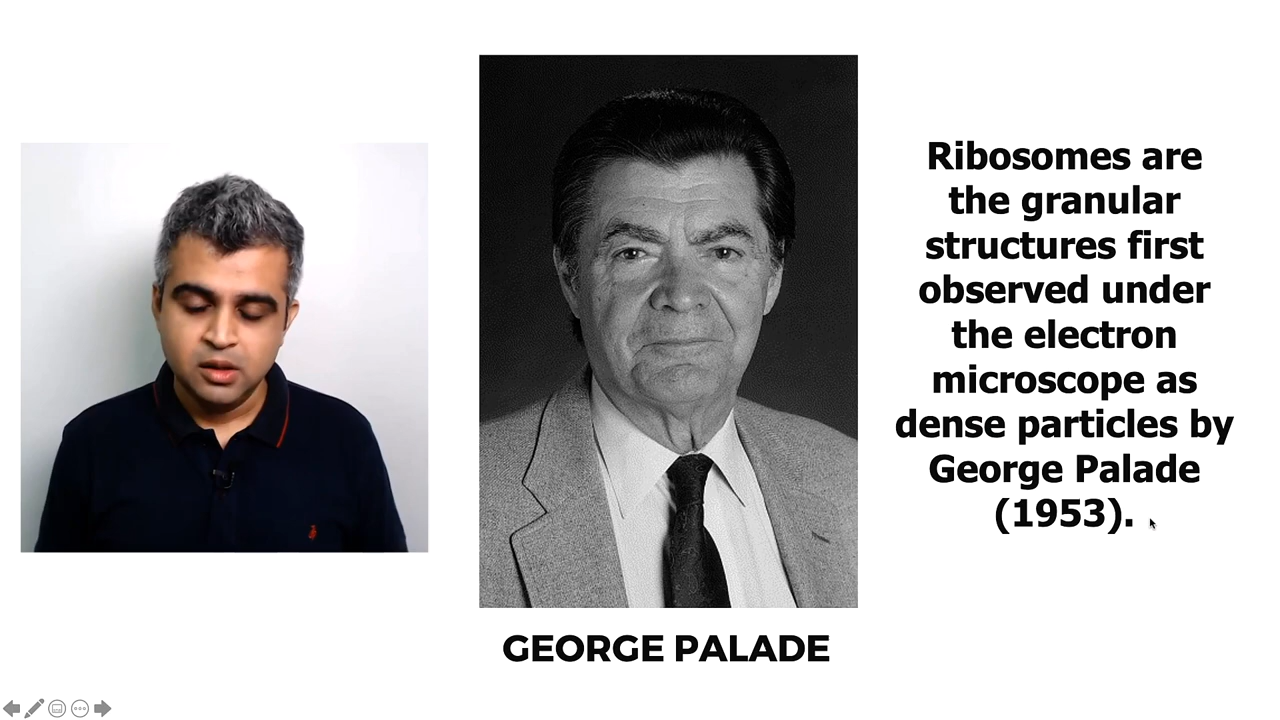 Ribosomes are
the granular
structures first
observed under
the electron
microscope as
dense particles by
George Palade
(1953).
GEORGE PALADE